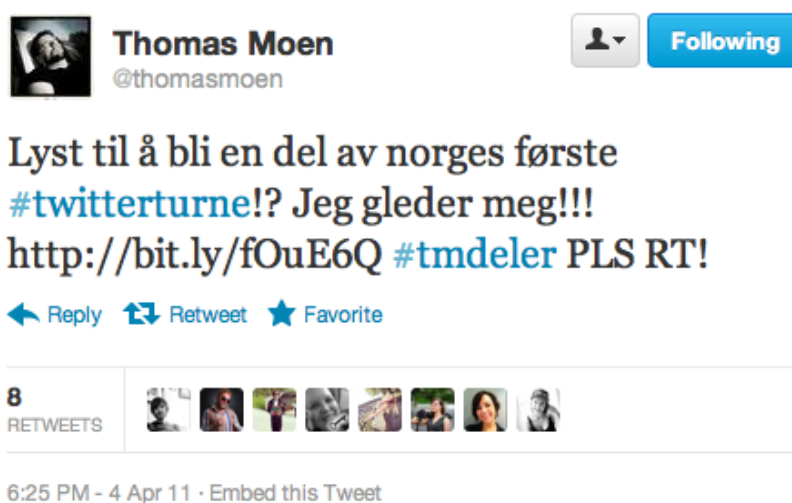 Thomas Moen
Following
@thomasmoen
Lyst til å bli en del av norges første
#twitterturne!? Jeg gleder meg!!!
http://bit.ly/fOuE6Q #tmdeler PLS RT!
Reply Retweet Favorite
8
RETWEETS
6:25 PM - 4 Apr 11 · Embed this Tweet